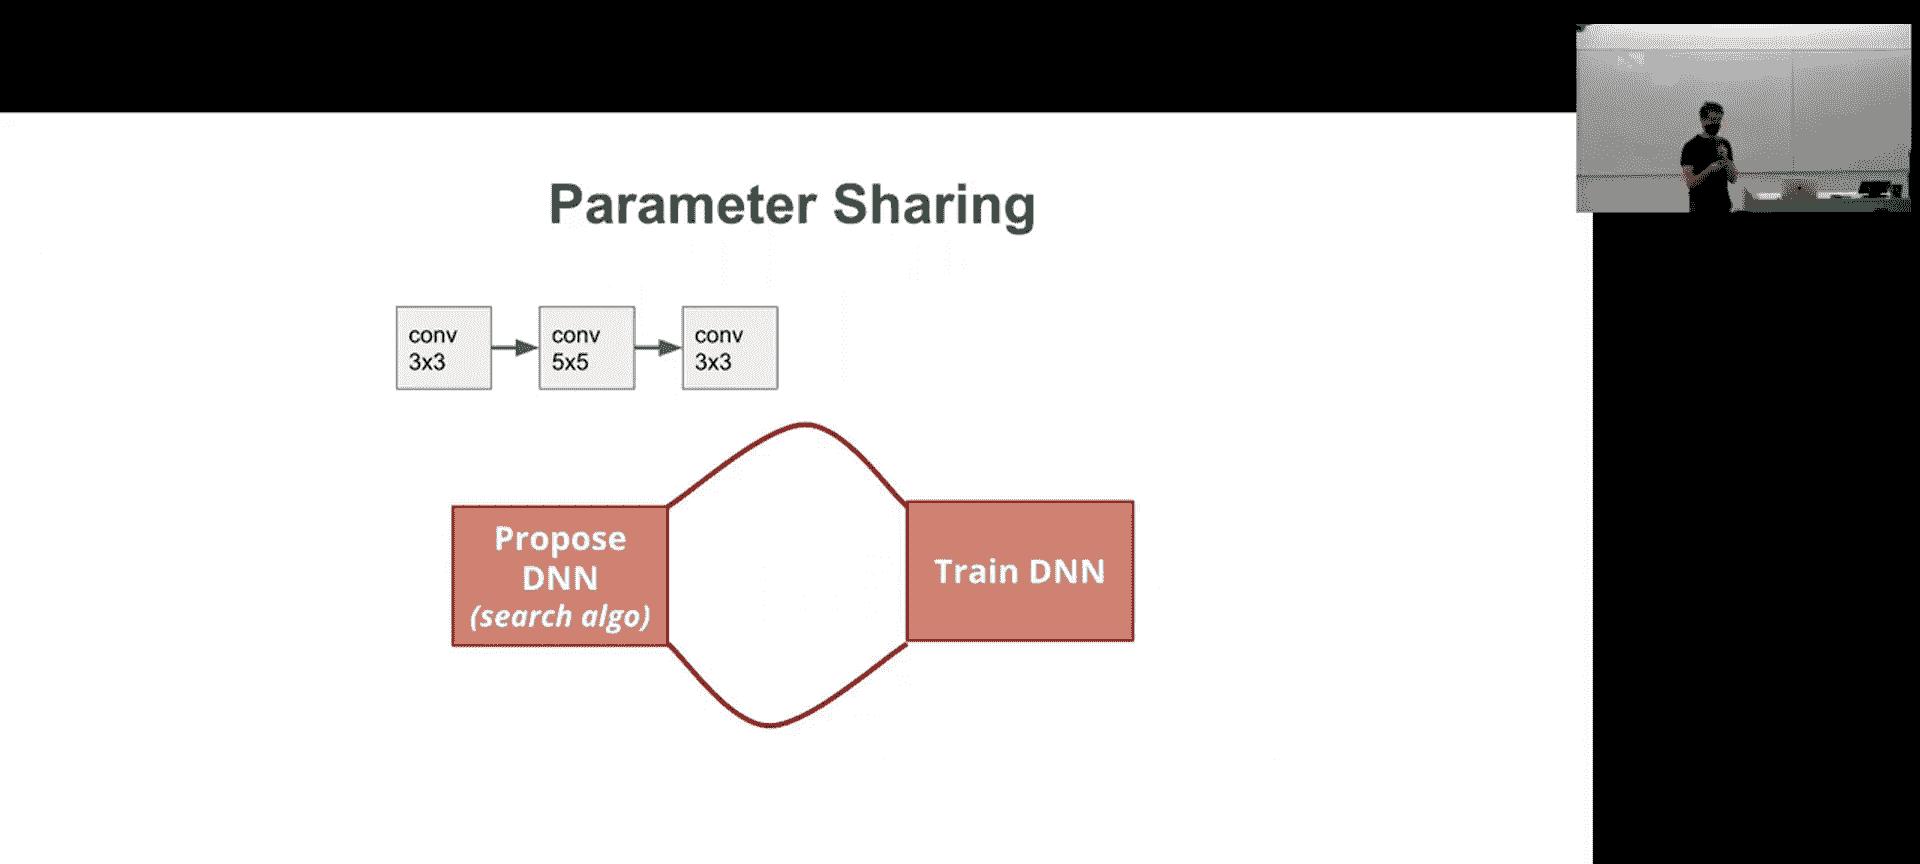 Parameter Sharing
conv
3x3
conv
5x5
conv
3x3
Propose
DNN
(search algo)
Train DNN